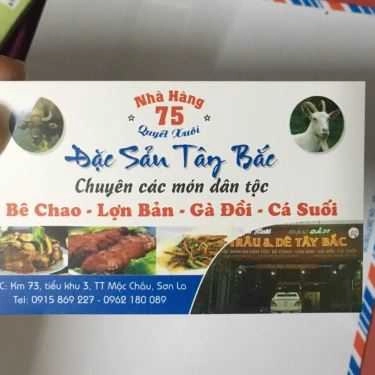 Nhà Hàng
75
Quyết Xuôi
Đặc Sản Tây Bắc
Chuyên các món dân tộc
Bê Chao - Lợn Bản - Gà Đồi - Cá Suối
TRÂU & DÊ TÂY BẮC
C: Km 73, tiểu khu 3, TT Mộc Châu, Sơn La
Tel: 0915 869 227 - 0962 180 089